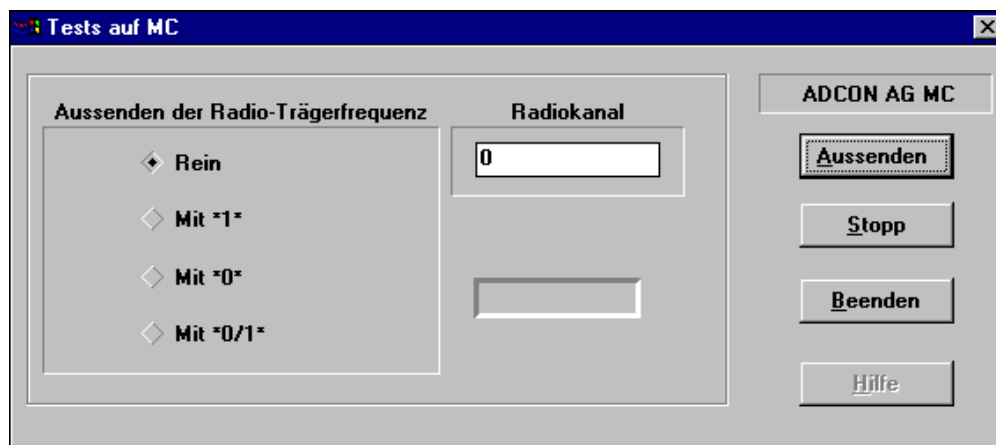 Tests auf MC
Aussenden der Radio-Trägerfrequenz
Rein
Mit "1"
Mit "0"
Mit "0/1"
Radiokanal
0
ADCON AG MC
Aussenden
Stopp
Beenden
Hilfe